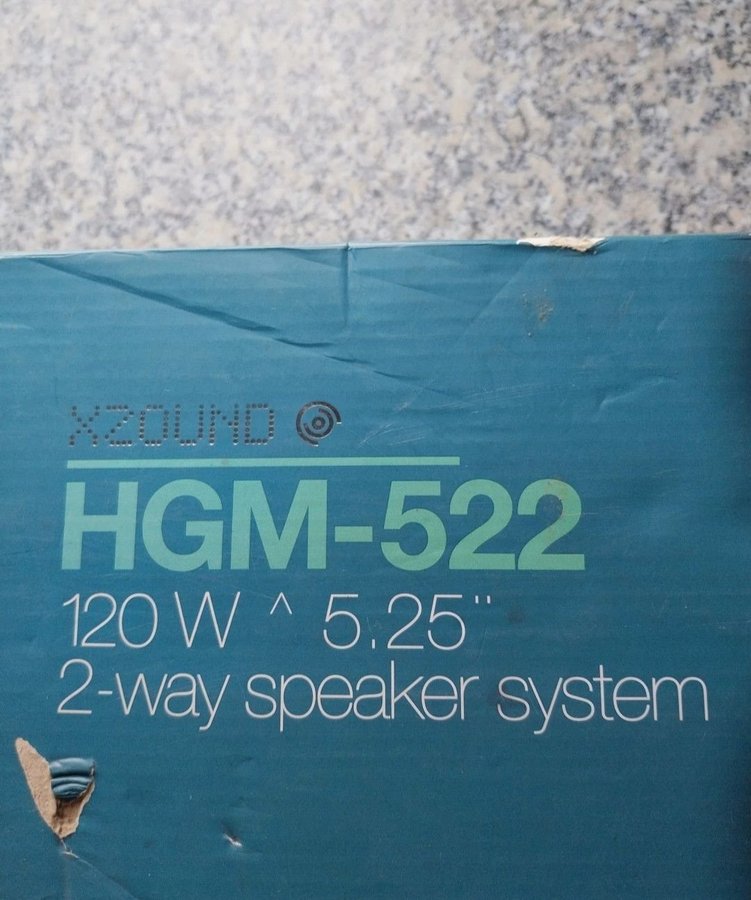 XZOUND
HGM-522
120 W ^ 5.25"
2-way speaker system